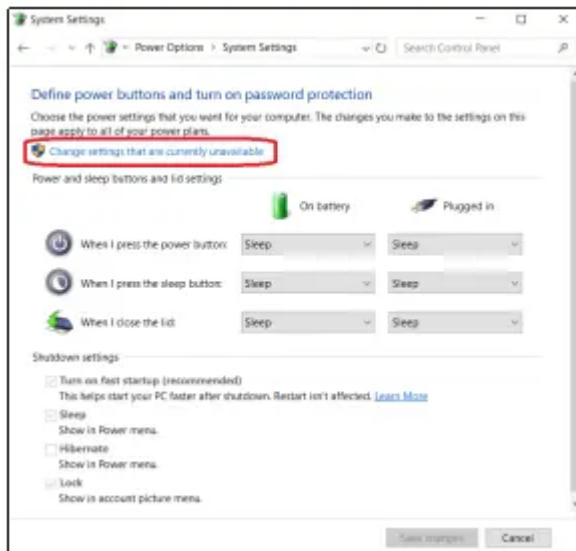 System Settings
Power Options > System Settings
Search Control Panel
Define power buttons and turn on password protection
Choose the power settings that you want for your computer. The changes you make to the settings on this
page apply to all of your power plans.
Change settings that are currently unavailable
Power and sleep buttons and lid settings
On battery
Plugged in
When I press the power button:
Sleep
Sleep
When I press the sleep button:
Sleep
Sleep
When I close the lid:
Sleep
Sleep
Shutdown settings
Turn on fast startup (recommended)
This helps start your PC faster after shutdown. Restart isn't affected. Learn More
Sleep
Show in Power menu.
Hibernate
Show in Power menu.
Lock
Show in account picture menu.
Save changes
Cancel